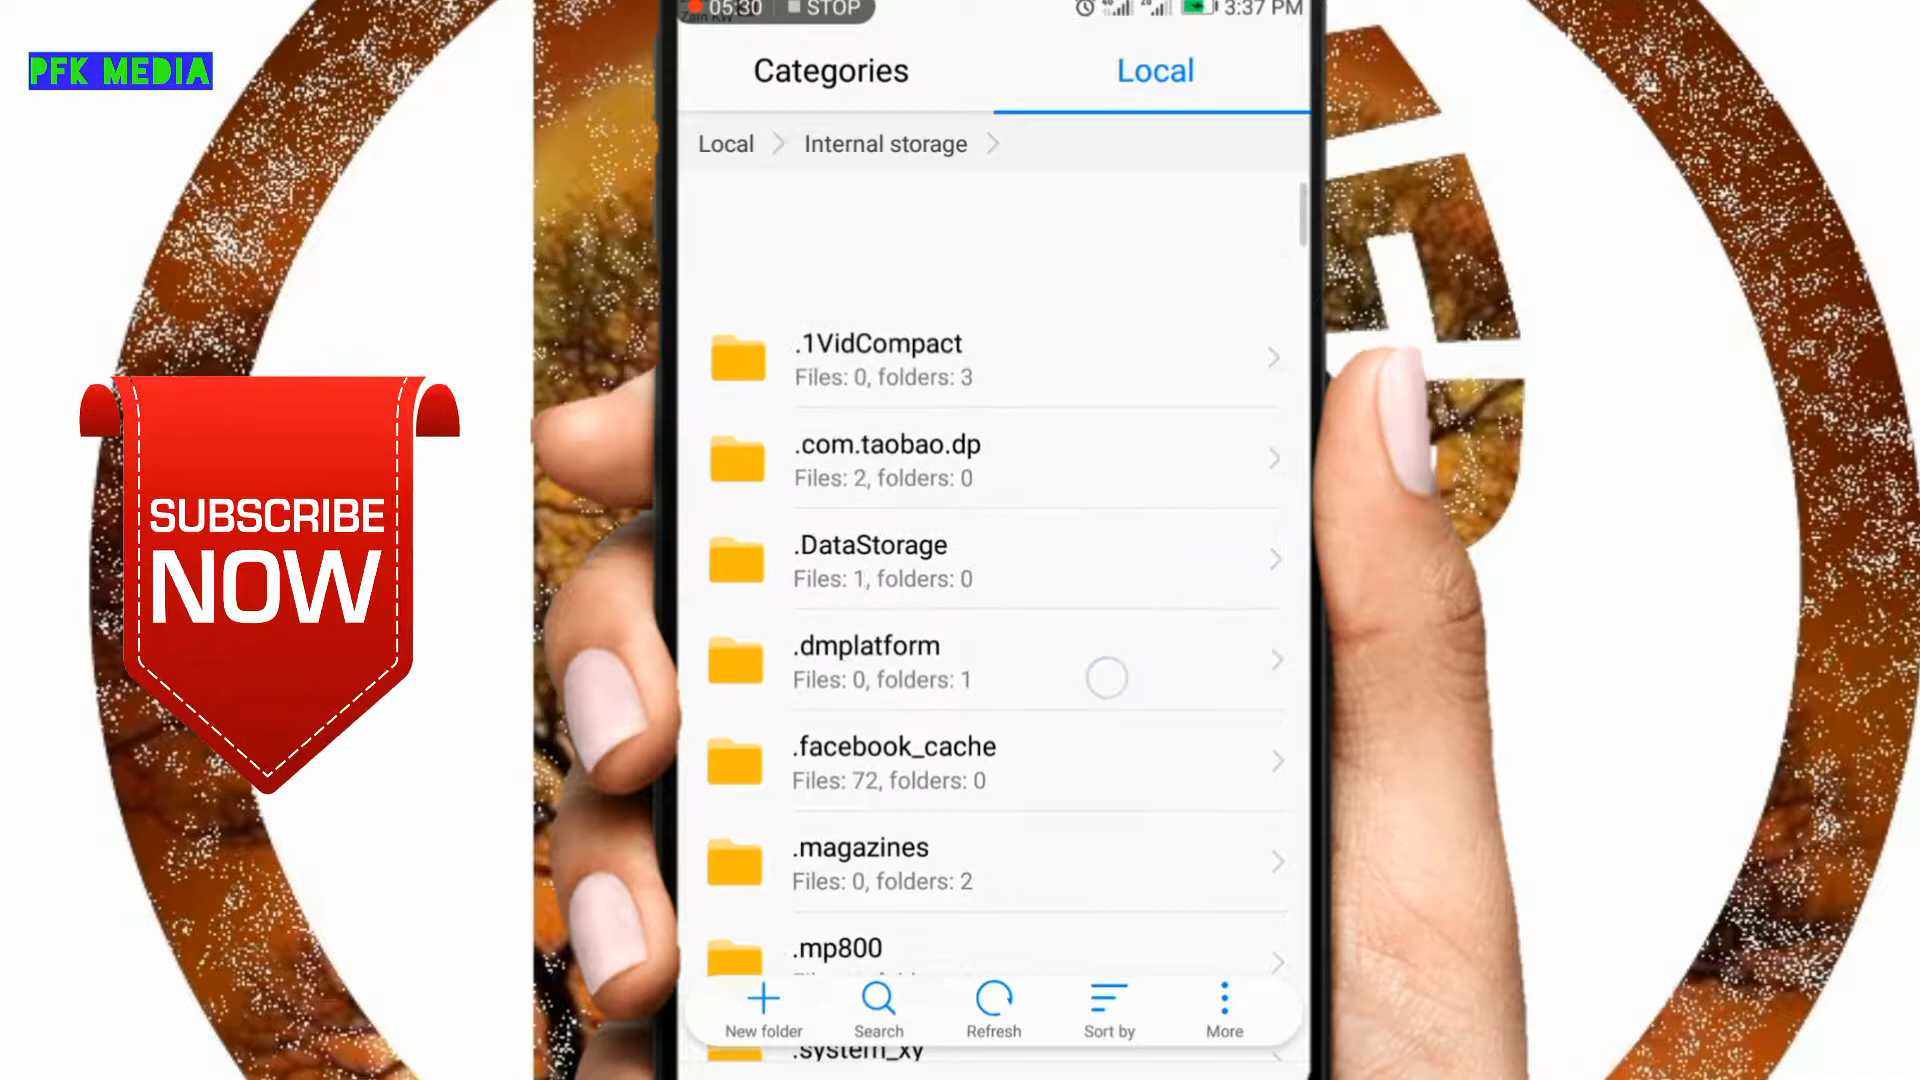 PFK MEDIA
05:30 STOP
3:37 PM
Categories
Local
Local
Internal storage
.1VidCompact
Files: 0, folders: 3
.com.taobao.dp
Files: 2, folders: 0
.DataStorage
Files: 1, folders: 0
.dmplatform
Files: 0, folders: 1
.facebook_cache
Files: 72, folders: 0
.magazines
Files: 0, folders: 2
.mp800
New folder
Search
Refresh
Sort by
More
.system_xy
SUBSCRIBE
NOW